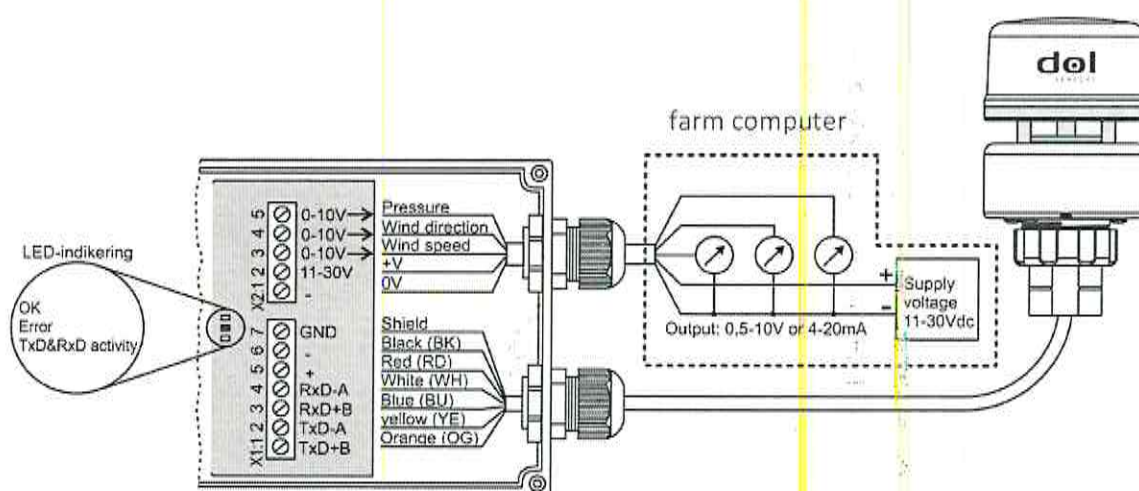 dol
farm computer
5 0-10V Pressure
4 0-10V Wind direction
3 0-10V Wind speed
2 11-30V +V
X2:1 - 0V
LED-indikering
OK
Error
TxD&RxD activity
7 GND Shield
6 - Black (BK)
5 + Red (RD)
4 RxD-A White (WH)
3 RxD+B Blue (BU)
2 TxD-A yellow (YE)
X1:1 TxD+B Orange (OG)
+
-
Supply
voltage
11-30Vdc
Output: 0,5-10V or 4-20mA